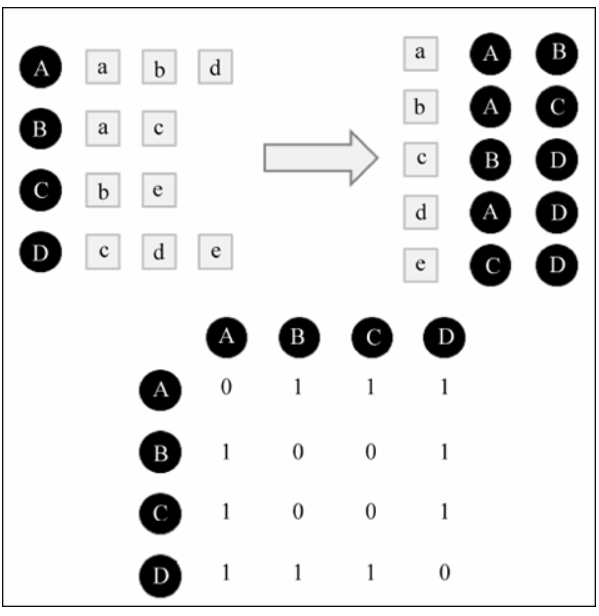 A a b d
B a c
C b e
D c d e
a A B
b A C
c B D
d A D
e C D
A B C D
A 0 1 1 1
B 1 0 0 1
C 1 0 0 1
D 1 1 1 0